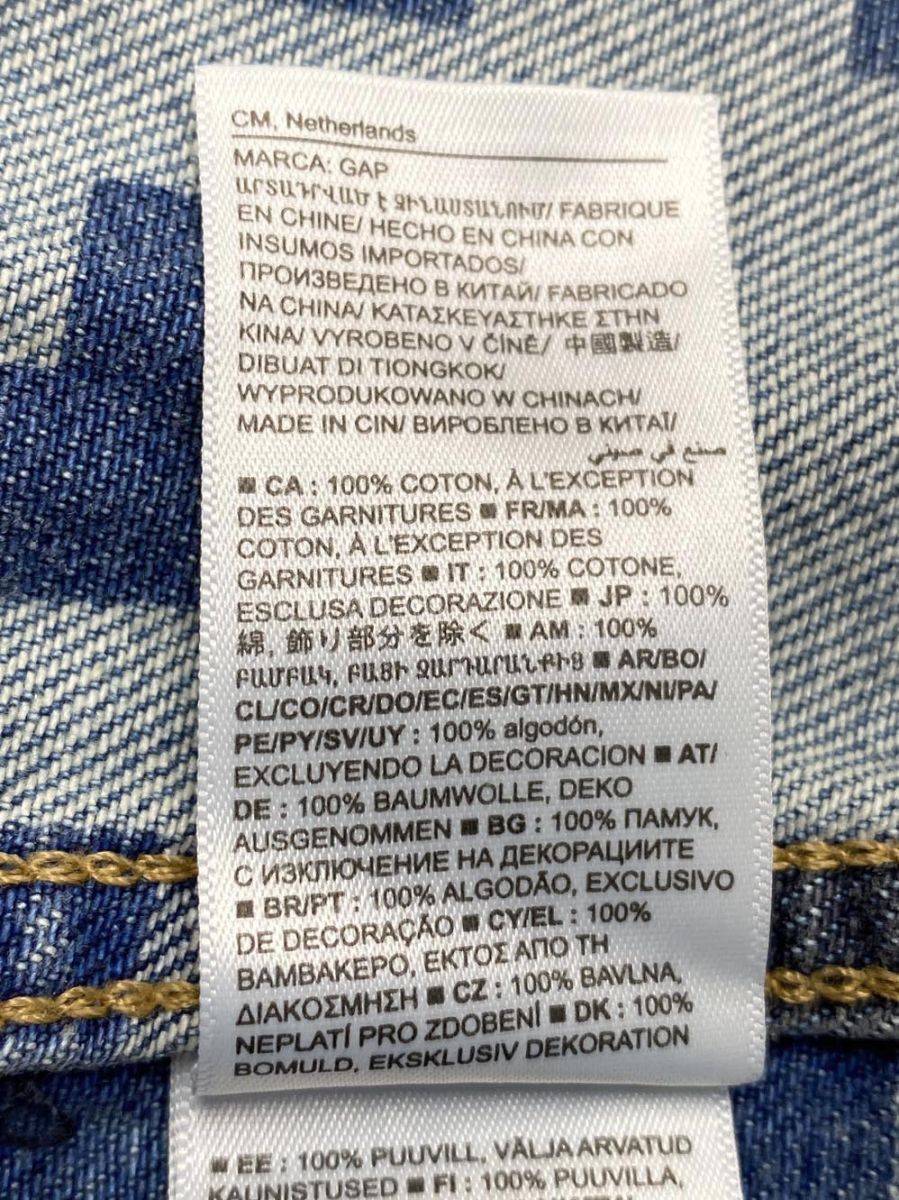 CM, Netherlands
MARCA: GAP
ԱՐՏԱԴՐՎԱԾ Է ՉԻՆԱՍՏԱՆՈՒՄ/ FABRIQUE
EN CHINE/ HECHO EN CHINA CON
INSUMOS IMPORTADOS/
ПРОИЗВЕДЕНО В КИТАЙ/ FABRICADO
NA CHINA/ ΚΑΤΑΣΚΕΥΑΣΤΗΚΕ ΣΤΗΝ
ΚΙΝΑ/ VYROBENO V ČÍNĚ/ 中國製造/
DIBUAT DI TIONGKOK/
WYPRODUKOWANO W CHINACH/
MADE IN CIN/ ВИРОБЛЕНО В КИТАЇ/
صنع في صيني
■ CA : 100% COTON, À L'EXCEPTION
DES GARNITURES ■ FR/MA : 100%
COTON, À L'EXCEPTION DES
GARNITURES ■ IT : 100% COTONE,
ESCLUSA DECORAZIONE ■ JP : 100%
綿, 飾り部分を除く ■ AM : 100%
ԲԱՄԲԱԿ, ԲԱՑԻ ԶԱՐԴԱՐԱՆՔԻՑ ■ AR/BO/
CL/CO/CR/DO/EC/ES/GT/HN/MX/NI/PA/
PE/PY/SV/UY : 100% algodón,
EXCLUYENDO LA DECORACION ■ AT/
DE : 100% BAUMWOLLE, DEKO
AUSGENOMMEN ■ BG : 100% ПАМУК,
С ИЗКЛЮЧЕНИЕ НА ДЕКОРАЦИИТЕ
■ BR/PT : 100% ALGODÃO, EXCLUSIVO
DE DECORAÇÃO ■ CY/EL : 100%
ΒΑΜΒΑΚΕΡΟ, ΕΚΤΟΣ ΑΠΟ ΤΗ
ΔΙΑΚΟΣΜΗΣΗ ■ CZ : 100% BAVLNA,
NEPLATÍ PRO ZDOBENÍ ■ DK : 100%
BOMULD, EKSKLUSIV DEKORATION
■ EE : 100% PUUVILL, VÄLJA ARVATUD
KAUNISTUSED ■ FI : 100% PUUVILLA,